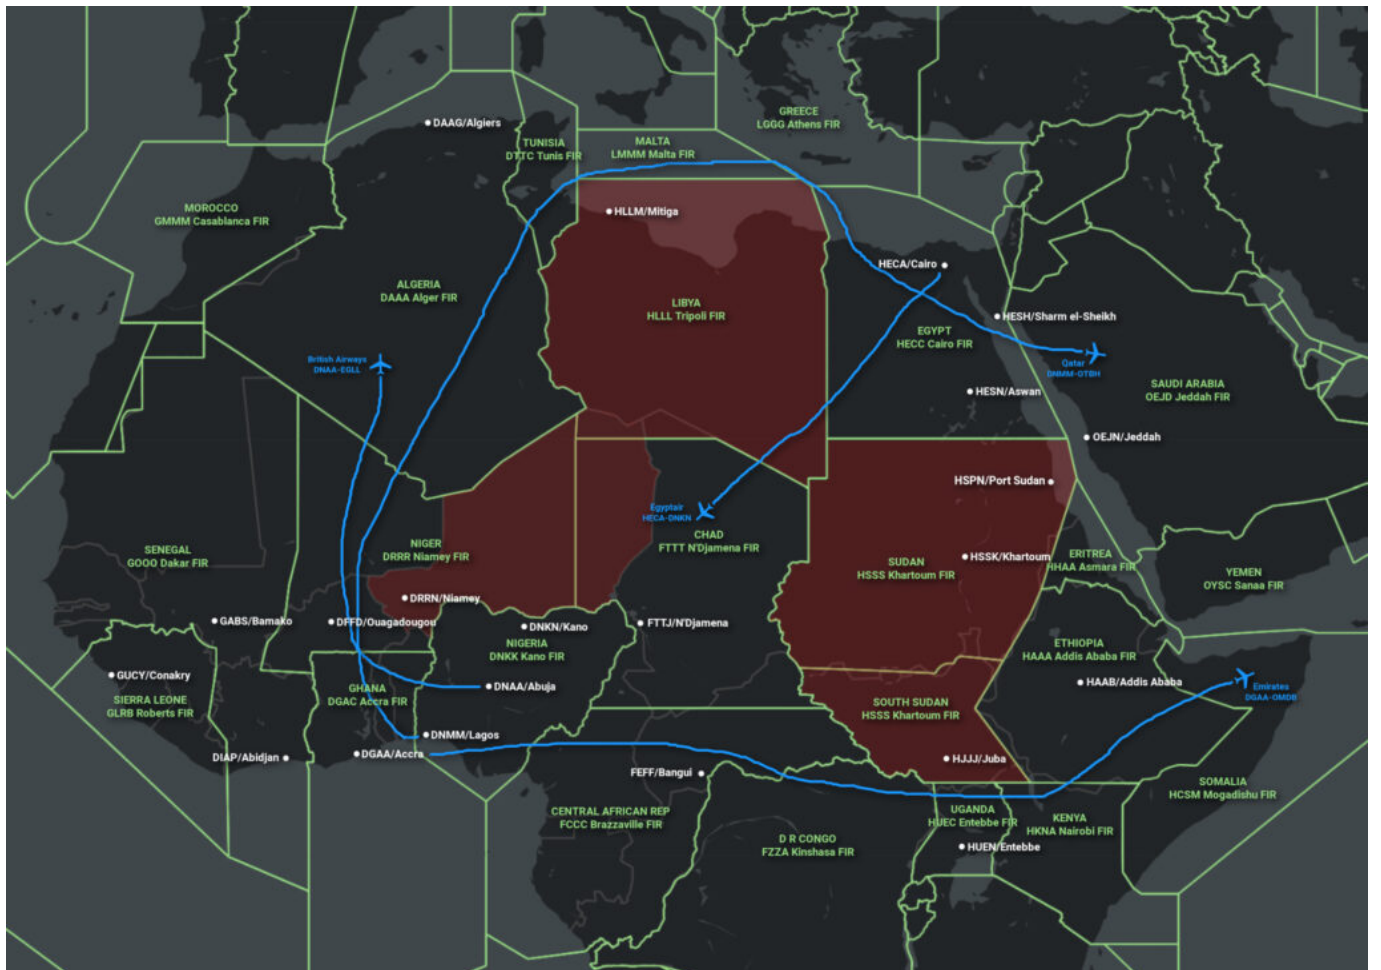 GREECE
LGGG Athens FIR
DAAG/Algiers
TUNISIA
DTTC Tunis FIR
MALTA
LMMM Malta FIR
MOROCCO
GMMM Casablanca FIR
HLLM/Mitiga
HECA/Cairo
ALGERIA
DAAA Alger FIR
LIBYA
HLLL Tripoli FIR
HESH/Sharm el-Sheikh
EGYPT
HECC Cairo FIR
British Airways
DNAA-EGLL
Qatar
DNMM-OTBH
SAUDI ARABIA
OEJD Jeddah FIR
HESN/Aswan
OEJN/Jeddah
HSPN/Port Sudan
Egyptair
HECA-DNKN
CHAD
FTTT N'Djamena FIR
NIGER
DRRR Niamey FIR
SENEGAL
GOOO Dakar FIR
SUDAN
HSSS Khartoum FIR
HSSK/Khartoum
ERITREA
HHAA Asmara FIR
YEMEN
OYSC Sanaa FIR
DRRN/Niamey
GABS/Bamako
DFFD/Ouagadougou
DNKN/Kano
FTTJ/N'Djamena
NIGERIA
DNKK Kano FIR
ETHIOPIA
HAAA Addis Ababa FIR
GUCY/Conakry
SIERRA LEONE
GLRB Roberts FIR
GHANA
DGAC Accra FIR
DNAA/Abuja
HAAB/Addis Ababa
Emirates
DGAA-OMDB
SOUTH SUDAN
HSSS Khartoum FIR
DNMM/Lagos
DIAP/Abidjan
DGAA/Accra
HJJJ/Juba
FEFF/Bangui
SOMALIA
HCSM Mogadishu FIR
CENTRAL AFRICAN REP
FCCC Brazzaville FIR
UGANDA
HUEC Entebbe FIR
KENYA
HKNA Nairobi FIR
D R CONGO
FZZA Kinshasa FIR
HUEN/Entebbe